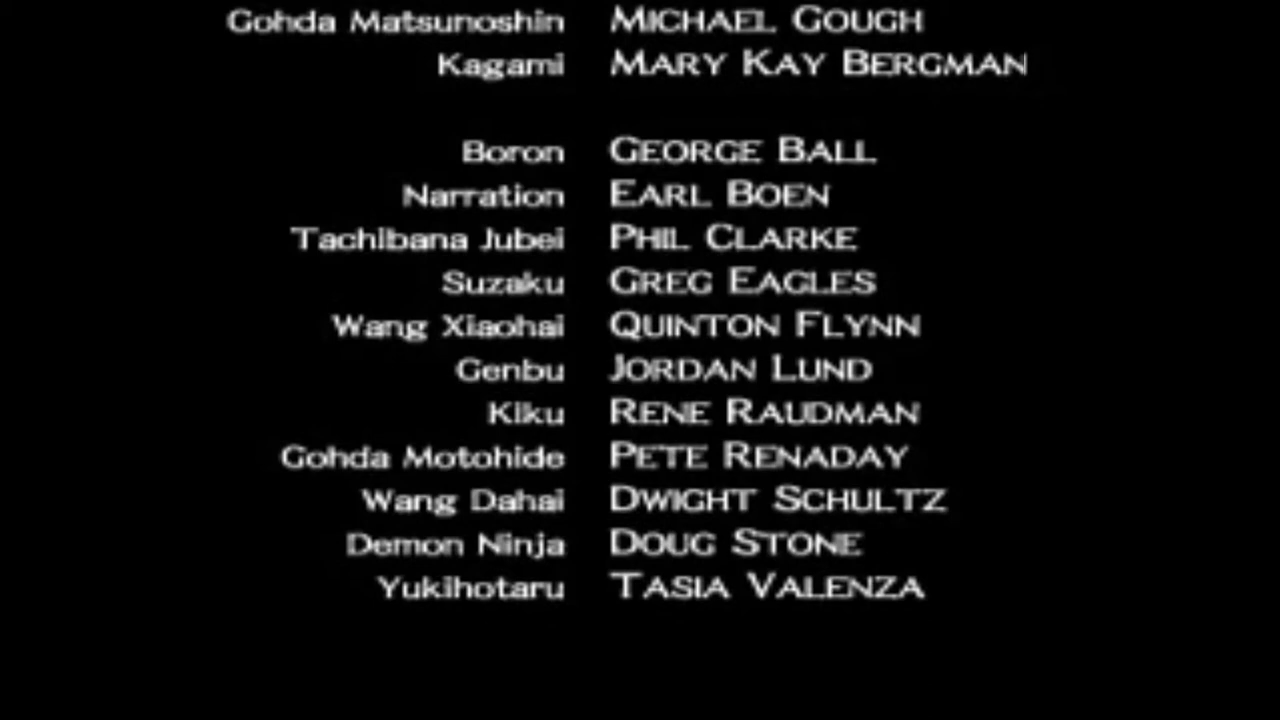 Gohda Matsunoshin MICHAEL GOUGH
Kagami MARY KAY BERGMAN
Boron GEORGE BALL
Narration EARL BOEN
Tachibana Jubei PHIL CLARKE
Suzaku GREG EAGLES
Wang Xiaohai QUINTON FLYNN
Genbu JORDAN LUND
Kiku RENE RAUDMAN
Gohda Motohide PETE RENADAY
Wang Dahai DWIGHT SCHULTZ
Demon Ninja DOUG STONE
Yukihotaru TASIA VALENZA